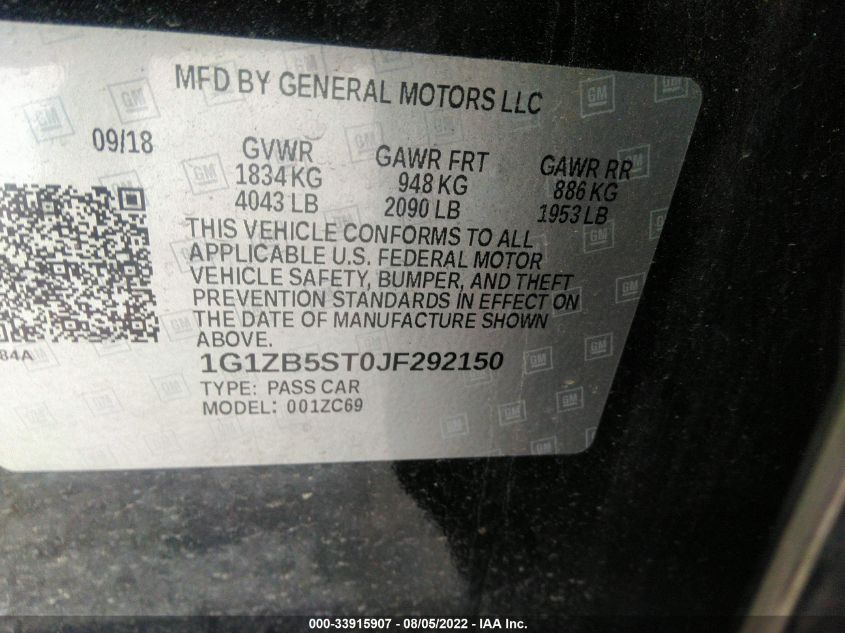 MFD BY GENERAL MOTORS LLC
09/18 GVWR GAWR FRT GAWR RR
1834 KG 948 KG 886 KG
4043 LB 2090 LB 1953 LB
THIS VEHICLE CONFORMS TO ALL
APPLICABLE U.S. FEDERAL MOTOR
VEHICLE SAFETY, BUMPER, AND THEFT
PREVENTION STANDARDS IN EFFECT ON
THE DATE OF MANUFACTURE SHOWN
ABOVE.
84A
1G1ZB5ST0JF292150
TYPE: PASS CAR
MODEL: 001ZC69
GM
000-33915907 - 08/05/2022 - IAA Inc.